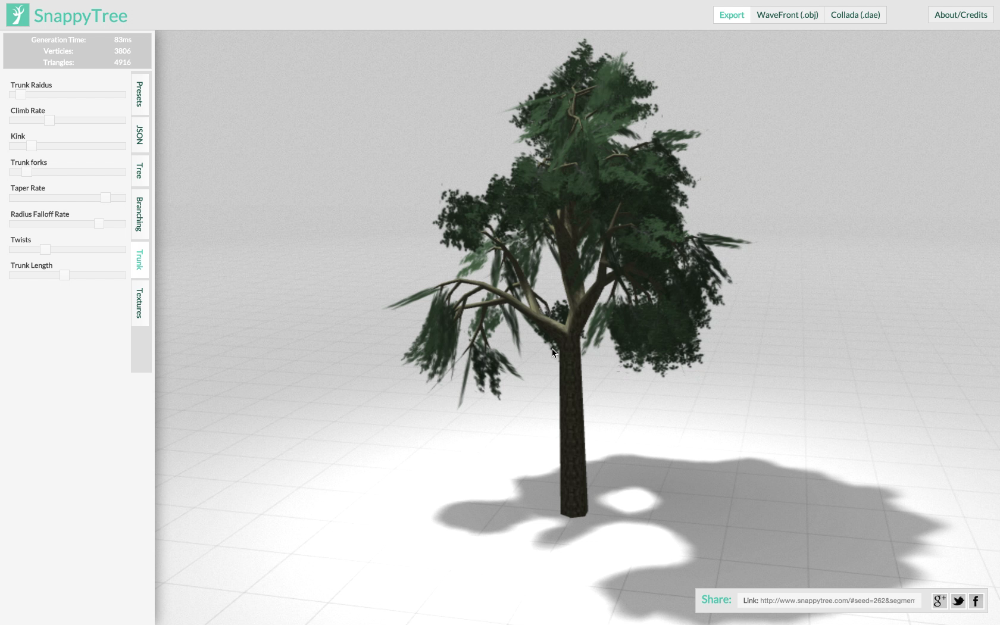 SnappyTree
Export WaveFront (.obj) Collada (.dae) About/Credits
Generation Time: 83ms
Verticies: 3806
Triangles: 4916
Trunk Raidus
Climb Rate
Kink
Trunk forks
Taper Rate
Radius Falloff Rate
Twists
Trunk Length
Presets
JSON
Tree
Branching
Trunk
Textures
Share: Link: http://www.snappytree.com/#seed=262&segmen
g+ f